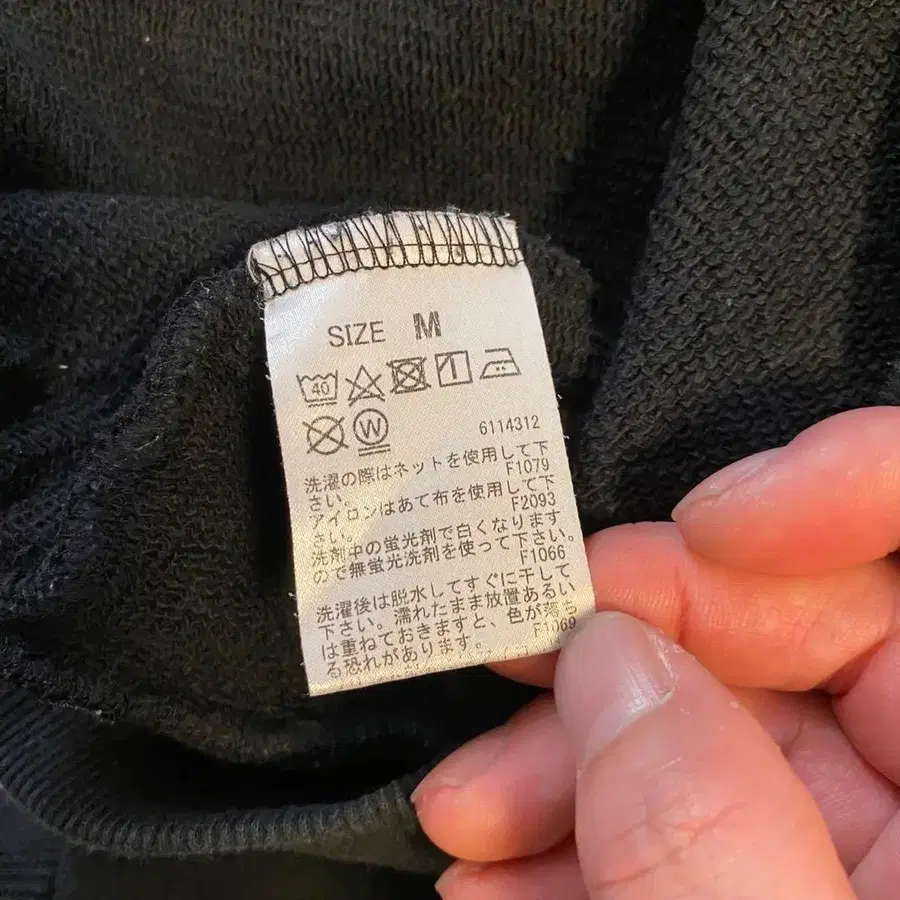 SIZE M
40
W
6114312
洗濯の際はネットを使用して下
さい。 F1079
アイロンはあて布を使用して下
さい。 F2093
洗剤中の蛍光剤で白くなります
ので無蛍光洗剤を使って下さい。
F1066
洗濯後は脱水してすぐに干して
下さい。濡れたまま放置あるい
は重ねておきますと、色が落ち
る恐れがあります。 F1069